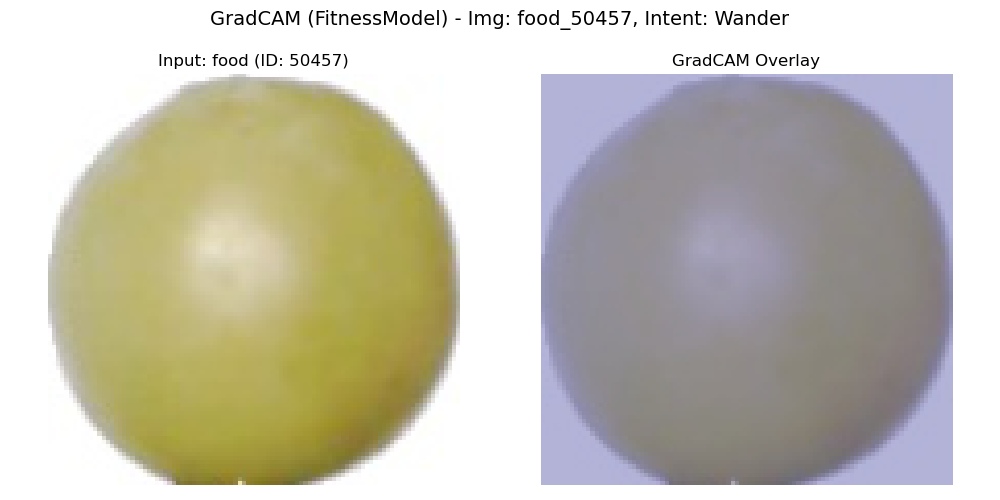 GradCAM (FitnessModel) - Img: food_50457, Intent: Wander
Input: food (ID: 50457)
GradCAM Overlay